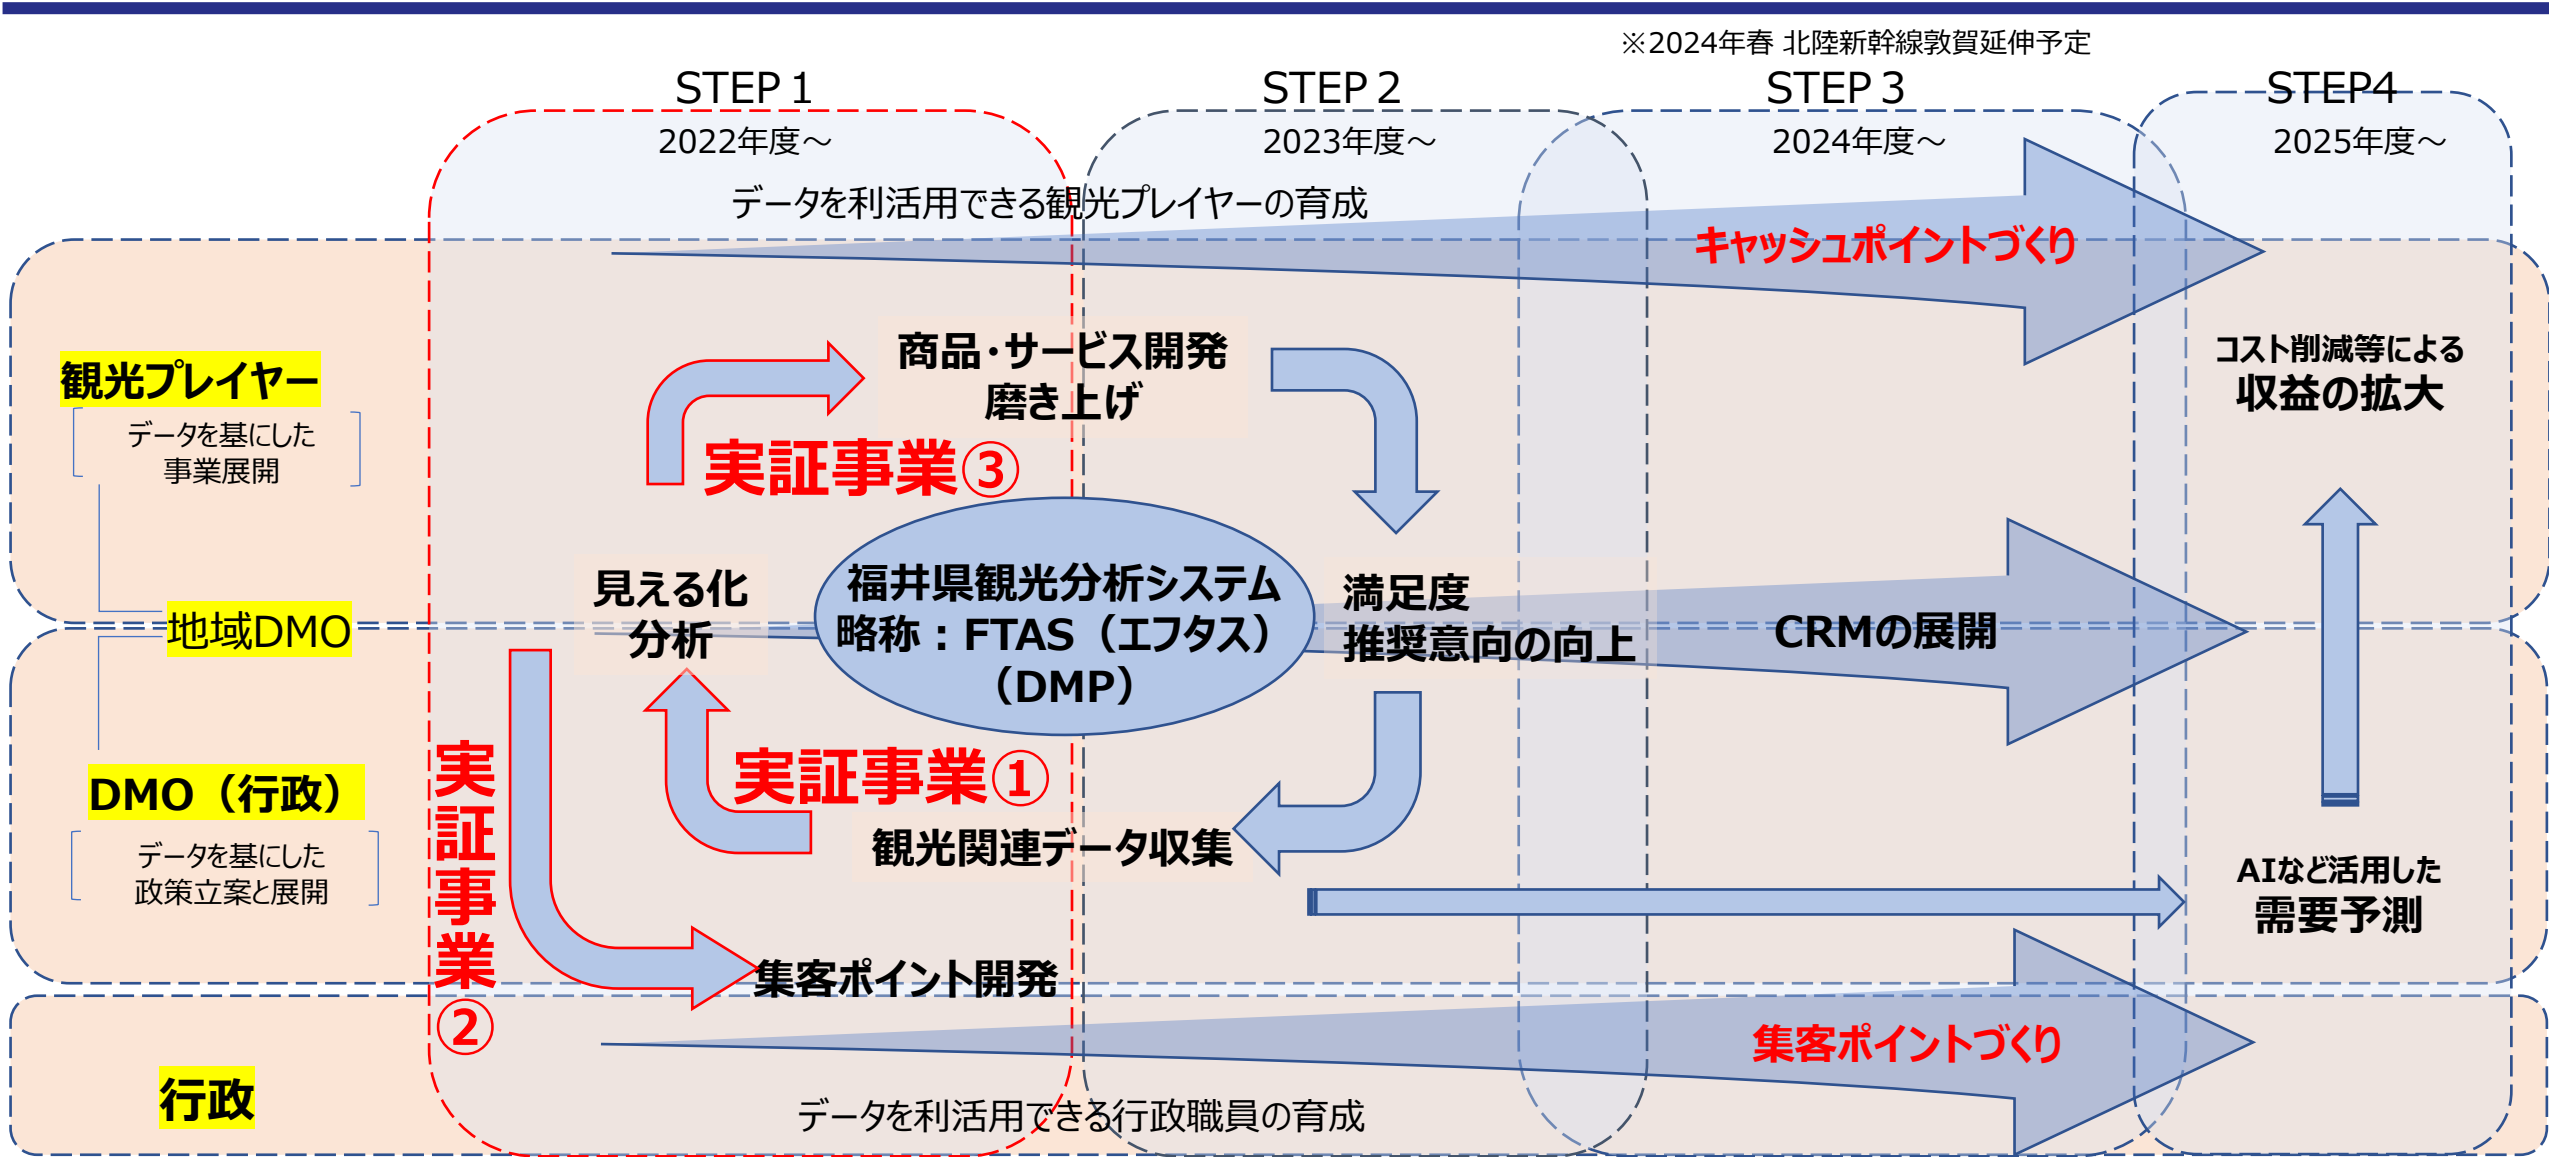 ※2024年春 北陸新幹線敦賀延伸予定
STEP 1
STEP 2
STEP 3
STEP4
2022年度～
2023年度～
2024年度～
2025年度～
データを利活用できる観光プレイヤーの育成
キャッシュポイントづくり
観光プレイヤー
データを基にした
事業展開
商品・サービス開発
磨き上げ
コスト削減等による
収益の拡大
実証事業③
地域DMO
見える化
分析
福井県観光分析システム
略称：FTAS（エフタス）
（DMP）
満足度
推奨意向の向上
CRMの展開
DMO（行政）
データを基にした
政策立案と展開
実証事業②
実証事業①
観光関連データ収集
AIなど活用した
需要予測
集客ポイント開発
集客ポイントづくり
行政
データを利活用できる行政職員の育成